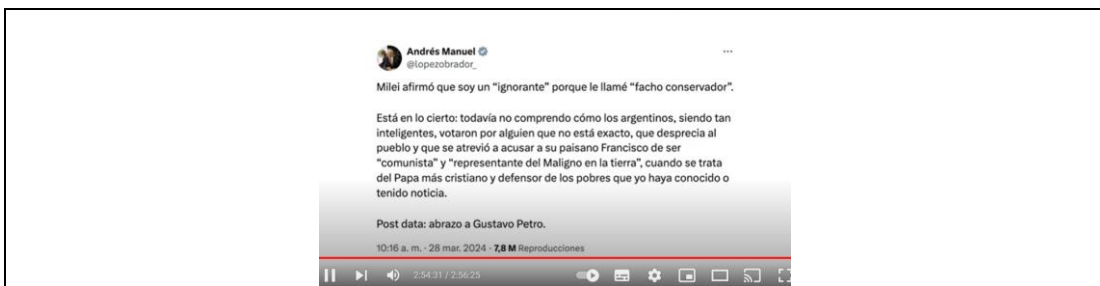 Andrés Manuel
@lopezobrador_
Milei afirmó que soy un “ignorante” porque le llamé “facho conservador”.
Está en lo cierto: todavía no comprendo cómo los argentinos, siendo tan
inteligentes, votaron por alguien que no está exacto, que desprecia al
pueblo y que se atrevió a acusar a su paisano Francisco de ser
“comunista” y “representante del Maligno en la tierra”, cuando se trata
del Papa más cristiano y defensor de los pobres que yo haya conocido o
tenido noticia.
Post data: abrazo a Gustavo Petro.
10:16 a. m. · 28 mar. 2024 · 7,8 M Reproducciones
2:54:31 / 2:56:25